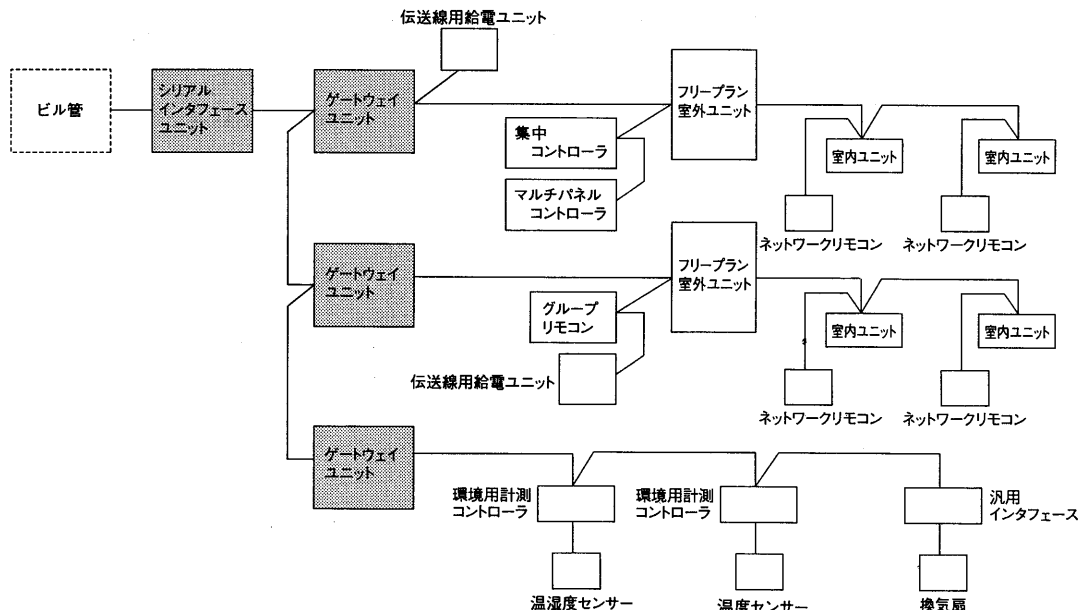 伝送線用給電ユニット
ビル管
シリアル
インタフェース
ユニット
ゲートウェイ
ユニット
フリープラン
室外ユニット
集中
コントローラ
マルチパネル
コントローラ
室内ユニット
室内ユニット
ネットワークリモコン
ネットワークリモコン
ゲートウェイ
ユニット
フリープラン
室外ユニット
グループ
リモコン
伝送線用給電ユニット
室内ユニット
室内ユニット
ネットワークリモコン
ネットワークリモコン
ゲートウェイ
ユニット
環境用計測
コントローラ
環境用計測
コントローラ
汎用
インタフェース
温湿度センサー
温度センサー
換気扇